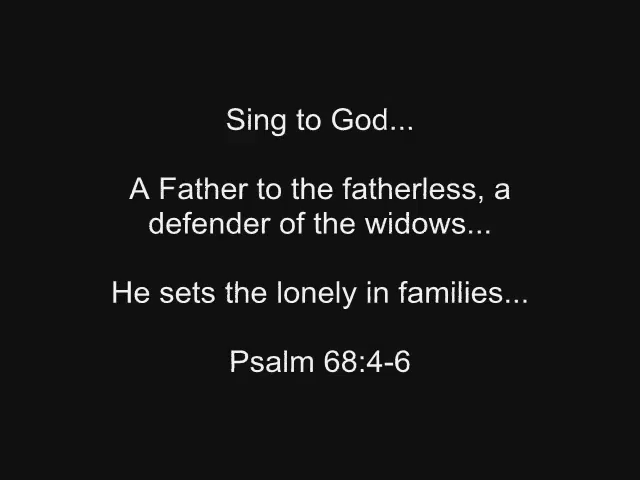 Sing to God...
A Father to the fatherless, a
defender of the widows...
He sets the lonely in families...
Psalm 68:4-6